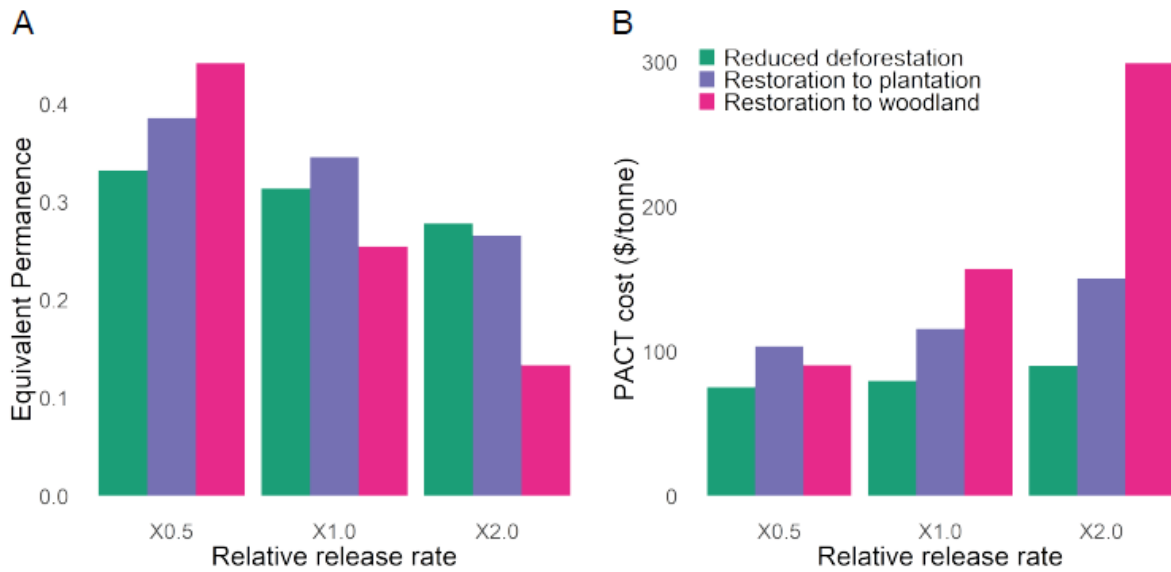 A
Equivalent Permanence
0.4
0.3
0.2
0.1
0.0
X0.5
X1.0
X2.0
Relative release rate
B
Reduced deforestation
Restoration to plantation
Restoration to woodland
PACT cost ($/tonne)
300
200
100
0
X0.5
X1.0
X2.0
Relative release rate